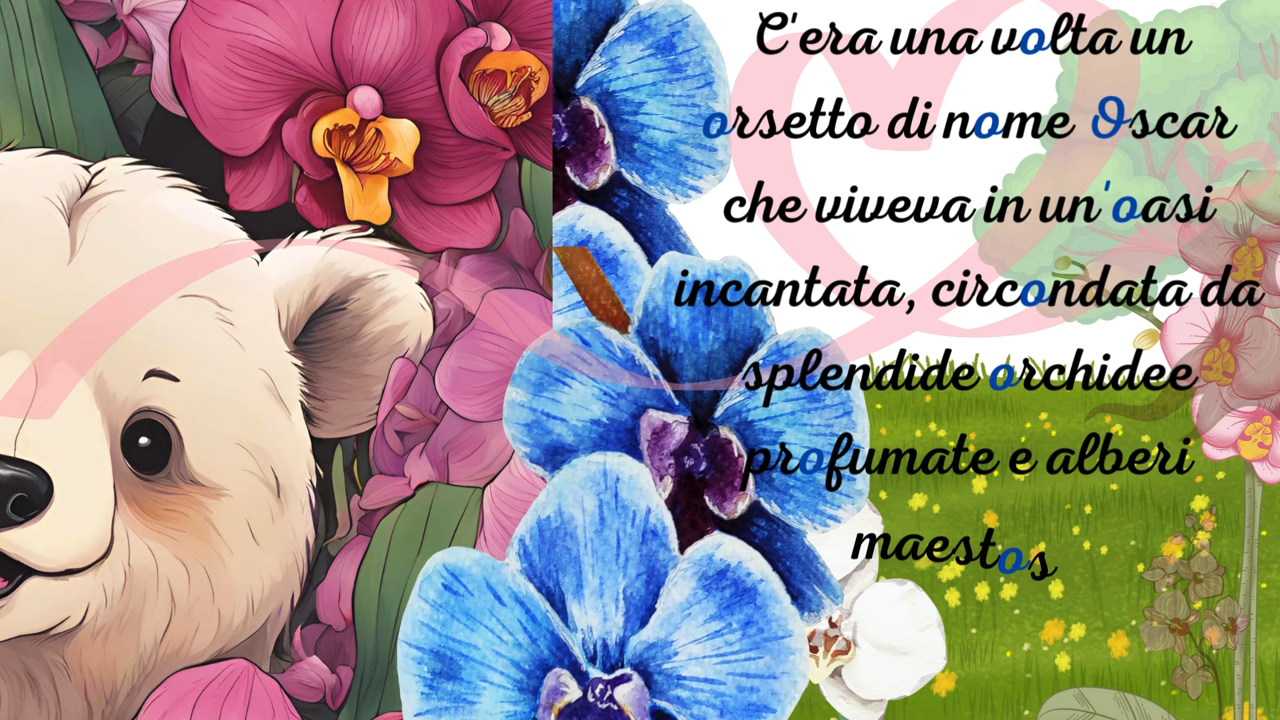 C'era una volta un
orsetto di nome Oscar
che viveva in un'oasi
incantata, circondata da
splendide orchidee
profumate e alberi
maestos